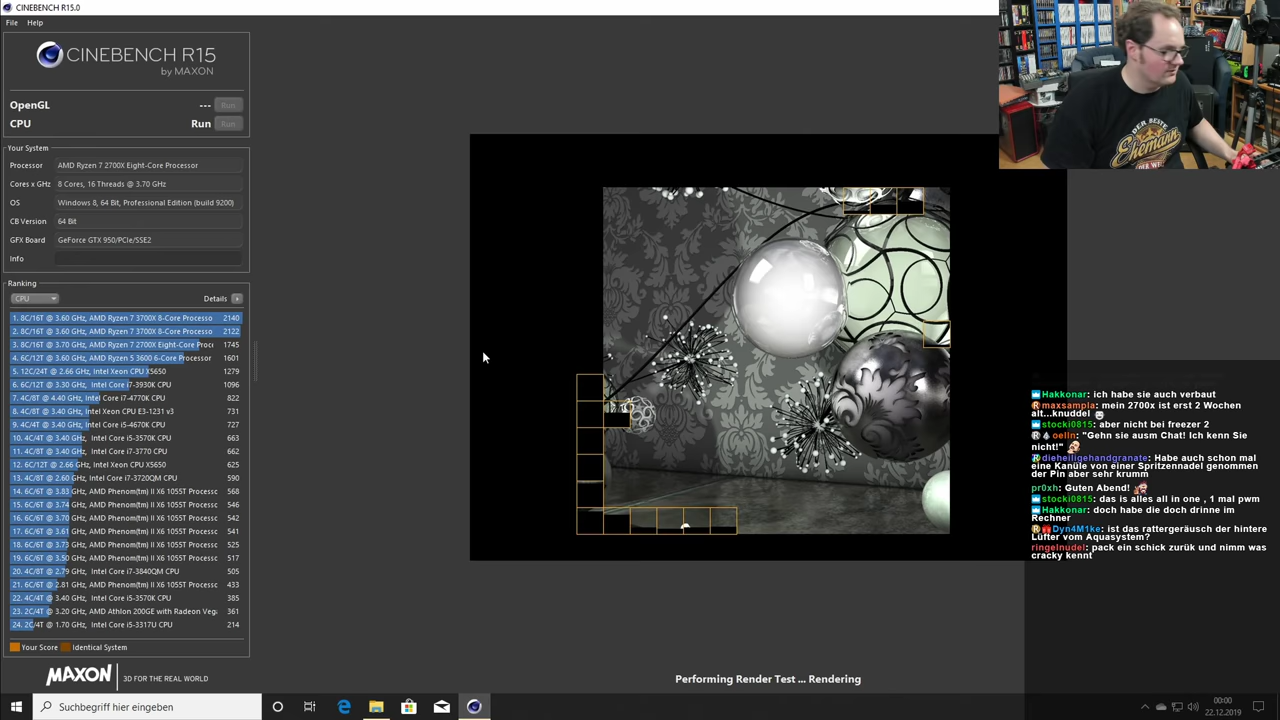 CINEBENCH R15.0
File Help
CINEBENCH R15
by MAXON
OpenGL --- Run
CPU Run Run
Your System
Processor AMD Ryzen 7 2700X Eight-Core Processor
Cores x GHz 8 Cores, 16 Threads @ 3.70 GHz
OS Windows 8, 64 Bit, Professional Edition (build 9200)
CB Version 64 Bit
GFX Board GeForce GTX 950/PCIe/SSE2
Info
Ranking
CPU Details
1. 8C/16T @ 3.60 GHz, AMD Ryzen 7 3700X 8-Core Processo 2140
2. 8C/16T @ 3.60 GHz, AMD Ryzen 7 3700X 8-Core Processo 2122
3. 8C/16T @ 3.70 GHz, AMD Ryzen 7 2700X Eight-Core Proce 1745
4. 6C/12T @ 3.60 GHz, AMD Ryzen 5 3600 6-Core Processor 1601
5. 12C/24T @ 2.66 GHz, Intel Xeon CPU X5650 1279
6. 6C/12T @ 3.30 GHz, Intel Core i7-3930K CPU 1096
7. 4C/8T @ 4.40 GHz, Intel Core i7-4770K CPU 822
8. 4C/8T @ 3.40 GHz, Intel Xeon CPU E3-1231 v3 731
9. 4C/4T @ 3.40 GHz, Intel Core i5-4670K CPU 727
10. 4C/4T @ 3.40 GHz, Intel Core i5-3570K CPU 663
11. 4C/8T @ 3.40 GHz, Intel Core i7-3770 CPU 662
12. 6C/12T @ 2.66 GHz, Intel Xeon CPU X5650 625
13. 4C/8T @ 2.60 GHz, Intel Core i7-3720QM CPU 590
14. 6C/6T @ 3.83 GHz, AMD Phenom(tm) II X6 1055T Processc 568
15. 6C/6T @ 3.74 GHz, AMD Phenom(tm) II X6 1055T Processc 546
16. 6C/6T @ 3.70 GHz, AMD Phenom(tm) II X6 1055T Processc 542
17. 6C/6T @ 3.61 GHz, AMD Phenom(tm) II X6 1055T Processc 541
18. 6C/6T @ 3.73 GHz, AMD Phenom(tm) II X6 1055T Processc 525
19. 6C/6T @ 3.50 GHz, AMD Phenom(tm) II X6 1055T Processc 517
20. 4C/8T @ 2.79 GHz, Intel Core i7-3840QM CPU 505
21. 6C/6T @ 2.81 GHz, AMD Phenom(tm) II X6 1055T Processc 433
22. 4C/4T @ 3.40 GHz, Intel Core i5-3570K CPU 385
23. 2C/4T @ 3.20 GHz, AMD Athlon 200GE with Radeon Vega 361
24. 2C/4T @ 1.70 GHz, Intel Core i5-3317U CPU 214
Your Score Identical System
MAXON 3D FOR THE REAL WORLD
Performing Render Test ... Rendering
DER BESTE
Ehemann
DER WELT
Hakkonar: ich habe sie auch verbaut
maxsampla: mein 2700x ist erst 2 Wochen
alt...knuddel
stocki0815: aber nicht bei freezer 2
oelln: "Gehn sie ausm Chat! Ich kenn Sie
nicht!"
dieheiligehandgranate: Habe auch schon mal
eine Kanüle von einer Spritzennadel genommen
der Pin aber sehr krumm
pr0xh: Guten Abend!
stocki0815: das is alles all in one , 1 mal pwm
Hakkonar: doch habe die doch drinne im
Rechner
Dyn4M1ke: ist das rattergeräusch der hintere
Lüfter vom Aquasystem?
ringelnudel: pack ein schick zurük und nimm was
cracky kennt
Suchbegriff hier eingeben
00:00
22.12.2019